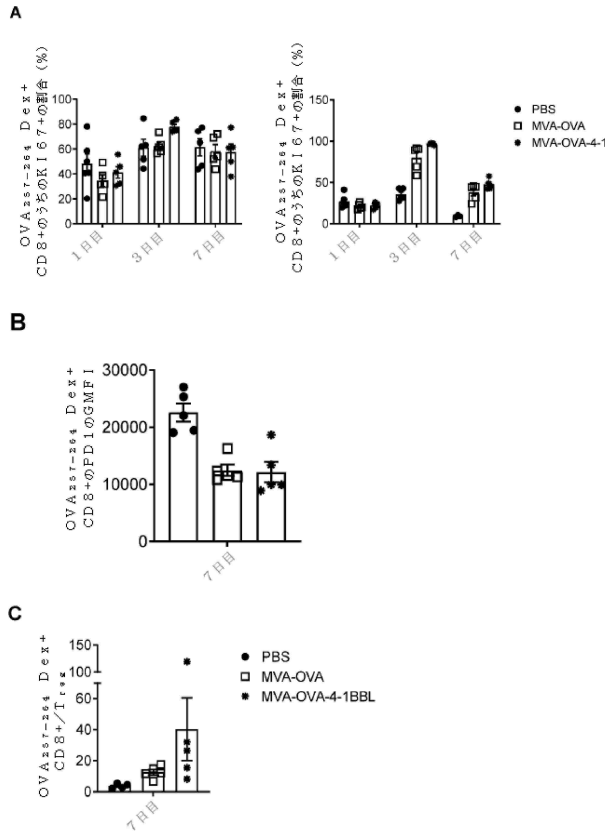 A
OVA257-264 Dex+
CD8+のうちのKI67+の割合 (%)
100
80
60
40
20
0
1日目
3日目
7日目
OVA257-264 Dex+
CD8+のうちのKI67+の割合 (%)
150
100
50
0
1日目
3日目
7日目
PBS
MVA-OVA
MVA-OVA-4-1
B
OVA257-264 Dex+
CD8+のPD1のGMFI
30000
20000
10000
0
7日目
C
OVA257-264 Dex+
CD8+/Treg
150
100
60
40
20
0
7日目
PBS
MVA-OVA
MVA-OVA-4-1BBL